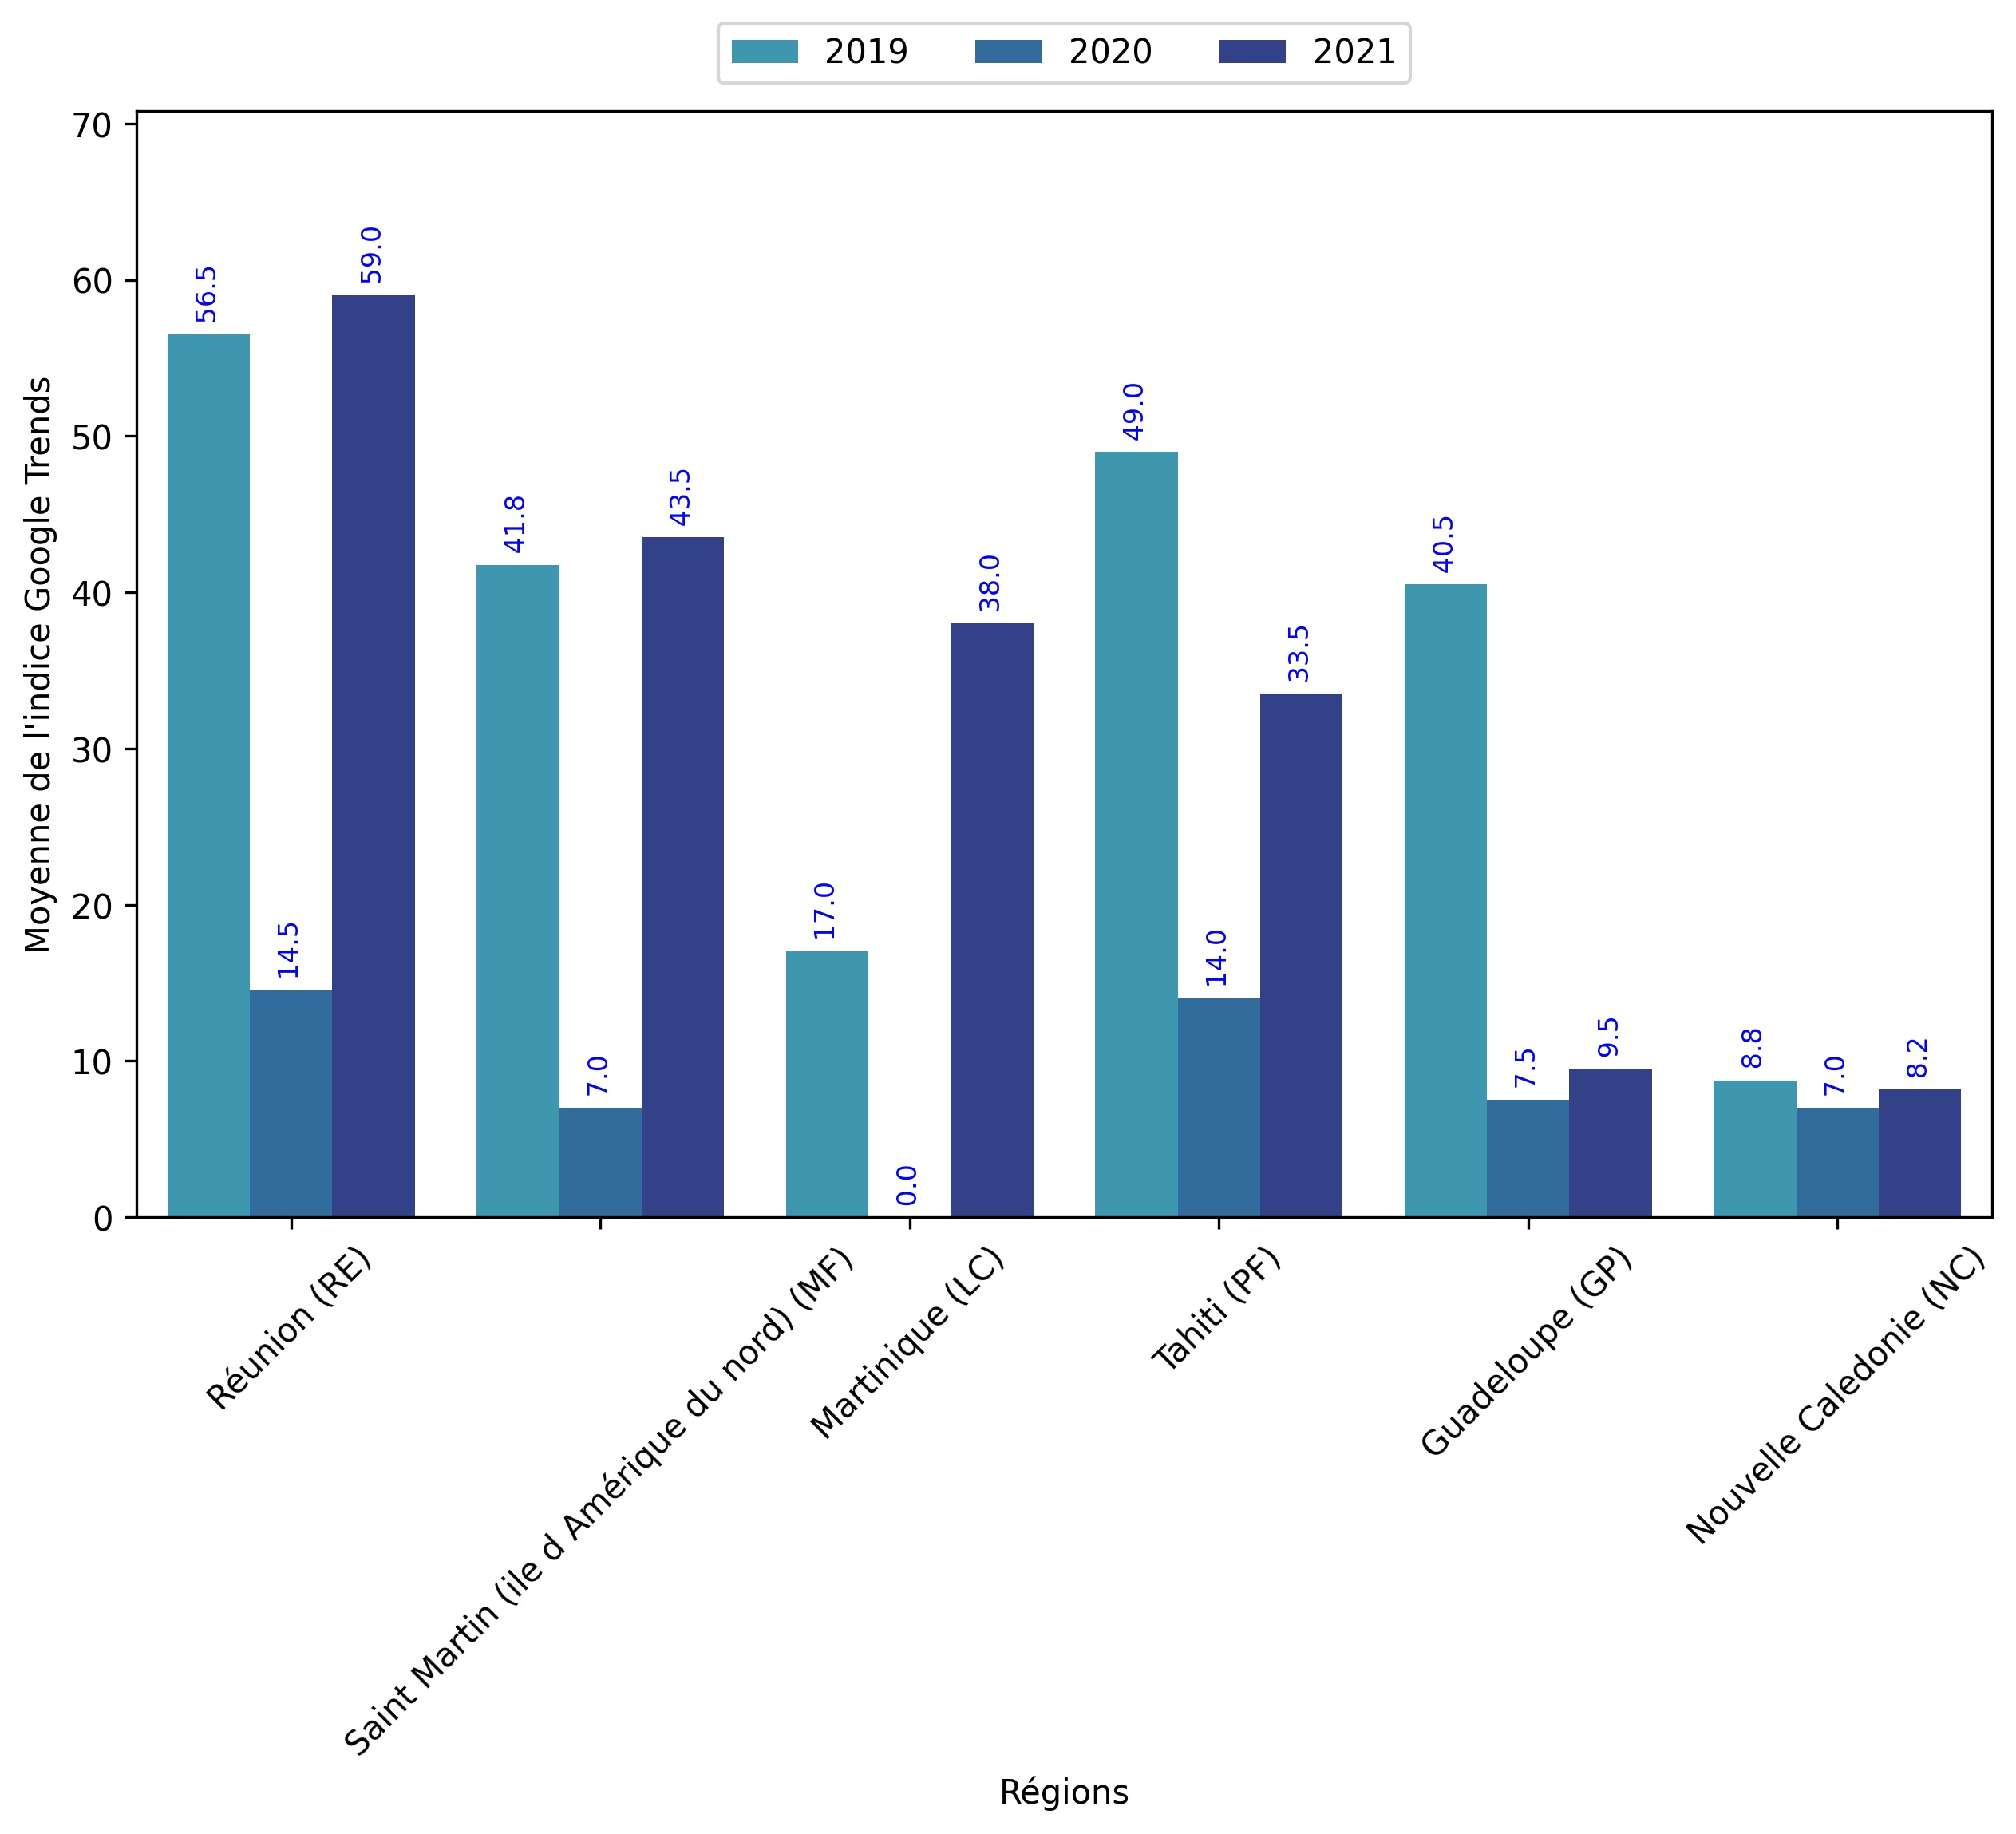 2019 2020 2021
Moyenne de l'indice Google Trends
70
60
50
40
30
20
10
0
56.5
14.5
59.0
41.8
7.0
43.5
17.0
0.0
38.0
49.0
14.0
33.5
40.5
7.5
9.5
8.8
7.0
8.2
Réunion (RE)
Saint Martin (ile d Amérique du nord) (MF)
Martinique (LC)
Tahiti (PF)
Guadeloupe (GP)
Nouvelle Caledonie (NC)
Régions